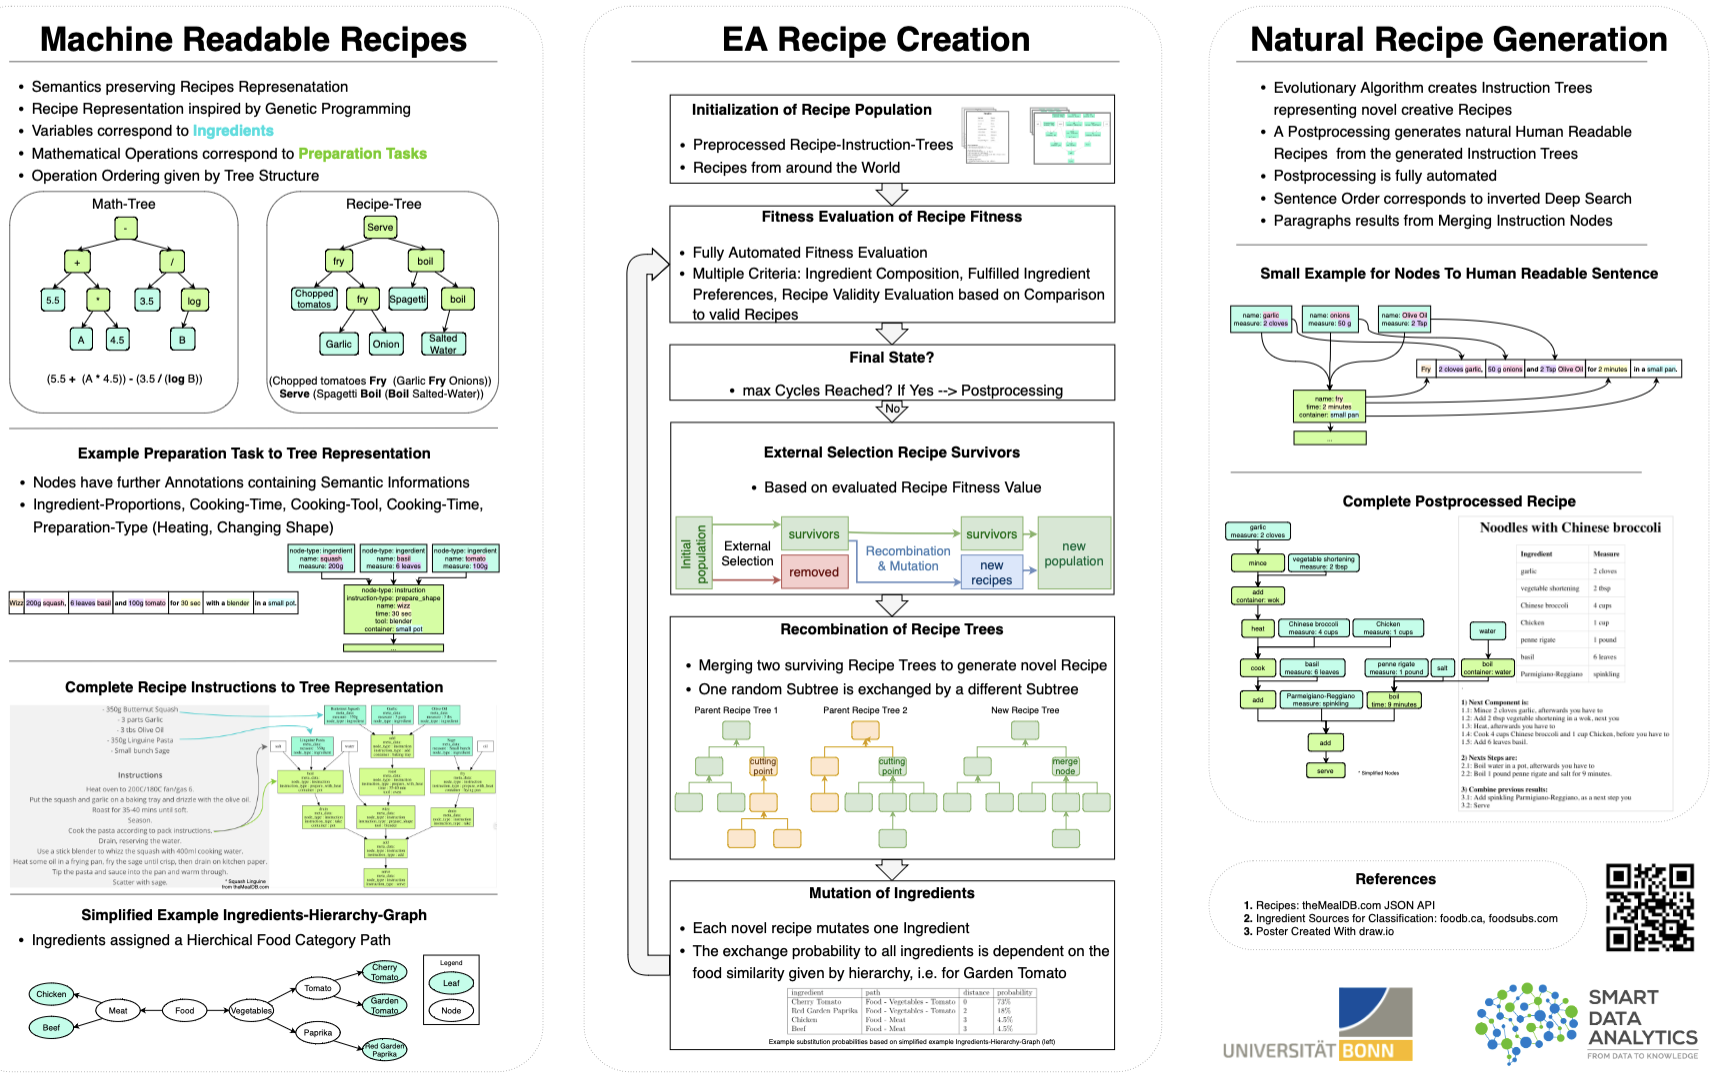 Machine Readable Recipes
• Semantics preserving Recipes Represenatation
• Recipe Representation inspired by Genetic Programming
• Variables correspond to Ingredients
• Mathematical Operations correspond to Preparation Tasks
• Operation Ordering given by Tree Structure
Math-Tree
-
+
/
5.5
*
3.5
log
A
4.5
B
(5.5 + (A * 4.5)) - (3.5 / (log B))
Recipe-Tree
Serve
fry
boil
Chopped
tomatos
fry
Spagetti
boil
Garlic
Onion
Salted
Water
(Chopped tomatoes Fry (Garlic Fry Onions))
Serve (Spagetti Boil (Boil Salted-Water))
Example Preparation Task to Tree Representation
• Nodes have further Annotations containing Semantic Informations
• Ingredient-Proportions, Cooking-Time, Cooking-Tool, Cooking-Time,
Preparation-Type (Heating, Changing Shape)
node-type: ingerdient
name: squash
measure: 200g
node-type: ingerdient
name: basil
measure: 6 leaves
node-type: ingerdient
name: tomato
measure: 100g
Wizz 200g squash, 6 leaves basil and 100g tomato for 30 sec with a blender in a small pot.
node-type: instruction
instruction-type: prepare_shape
name: wizz
time: 30 sec
tool: blender
container: small pot
...
Complete Recipe Instructions to Tree Representation
- 350g Butternut Squash
- 3 parts Garlic
- 3 tbs Olive Oil
- 350g Linguine Pasta
- Small bunch Sage
Instructions
Heat oven to 200C/180C fan/gas 6.
Put the squash and garlic on a baking tray and drizzle with the olive oil.
Roast for 35-40 mins until soft.
Season.
Cook the pasta according to pack instructions.
Drain, reserving the water.
Use a stick blender to whizz the squash with 400ml cooking water.
Heat some oil in a frying pan, fry the sage until crisp, then drain on kitchen paper.
Tip the pasta and sauce into the pan and warm through.
Scatter with sage.
* Squash Linguine
from theMealDB.com
Simplified Example Ingredients-Hierarchy-Graph
• Ingredients assigned a Hierchical Food Category Path
Chicken
Beef
Meat
Food
Vegetables
Tomato
Paprika
Cherry
Tomato
Garden
Tomato
Red Garden
Paprika
Legend
Leaf
Node
EA Recipe Creation
Initialization of Recipe Population
• Preprocessed Recipe-Instruction-Trees
• Recipes from around the World
Fitness Evaluation of Recipe Fitness
• Fully Automated Fitness Evaluation
• Multiple Criteria: Ingredient Composition, Fulfilled Ingredient
Preferences, Recipe Validity Evaluation based on Comparison
to valid Recipes
Final State?
• max Cycles Reached? If Yes --> Postprocessing
No
External Selection Recipe Survivors
• Based on evaluated Recipe Fitness Value
Initial
population
External
Selection
survivors
removed
Recombination
& Mutation
survivors
new
recipes
new
population
Recombination of Recipe Trees
• Merging two surviving Recipe Trees to generate novel Recipe
• One random Subtree is exchanged by a different Subtree
Parent Recipe Tree 1
Parent Recipe Tree 2
New Recipe Tree
cutting
point
cutting
point
merge
node
Mutation of Ingredients
• Each novel recipe mutates one Ingredient
• The exchange probability to all ingredients is dependent on the
food similarity given by hierarchy, i.e. for Garden Tomato
ingredient path distance probability
Cherry Tomato Food - Vegetables - Tomato 0 73%
Red Garden Paprika Food - Vegetables - Tomato 2 18%
Chicken Food - Meat 3 4.5%
Beef Food - Meat 3 4.5%
Example substitution probabilities based on simplified example Ingredients-Hierarchy-Graph (left)
Natural Recipe Generation
• Evolutionary Algorithm creates Instruction Trees
representing novel creative Recipes
• A Postprocessing generates natural Human Readable
Recipes from the generated Instruction Trees
• Postprocessing is fully automated
• Sentence Order corresponds to inverted Deep Search
• Paragraphs results from Merging Instruction Nodes
Small Example for Nodes To Human Readable Sentence
name: garlic
measure: 2 cloves
name: onions
measure: 50 g
name: Olive Oil
measure: 2 Tsp
Fry 2 cloves garlic, 50 g onions and 2 Tsp Olive Oil for 2 minutes in a small pan.
name: fry
time: 2 minutes
container: small pan
...
Complete Postprocessed Recipe
garlic
measure: 2 cloves
mince
vegetable shortening
measure: 2 tbsp
add
container: wok
heat
Chinese broccoli
measure: 4 cups
Chicken
measure: 1 cups
water
cook
basil
measure: 6 leaves
penne rigate
measure: 1 pound
salt
boil
container: water
add
Parmeigiano-Reggiano
measure: spinkling
boil
time: 9 minutes
add
serve
* Simplified Nodes
Noodles with Chinese broccoli
Ingredient Measure
garlic 2 cloves
vegetable shortening 2 tbsp
Chinese broccoli 4 cups
Chicken 1 cup
penne rigate 1 pound
basil 6 leaves
Parmigiano-Reggiano spinkling
1) Next Component is:
1.1: Mince 2 cloves garlic, afterwards you have to
1.2: Add 2 tbsp vegetable shortening in a wok, next you
1.3: Heat, afterwards you have to
1.4: Cook 4 cups Chinese broccoli and 1 cup Chicken, before you have to
1.5: Add 6 leaves basil.
2) Nexts Steps are:
2.1: Boil water in a pot, afterwards you have to
2.2: Boil 1 pound penne rigate and salt for 9 minutes.
3) Combine previous results:
3.1: Add spinkling Parmigiano-Reggiano, as a next step you
3.2: Serve
References
1. Recipes: theMealDB.com JSON API
2. Ingredient Sources for Classification: foodb.ca, foodsubs.com
3. Poster Created With draw.io
UNIVERSITÄT BONN
SMART
DATA
ANALYTICS
FROM DATA TO KNOWLEDGE